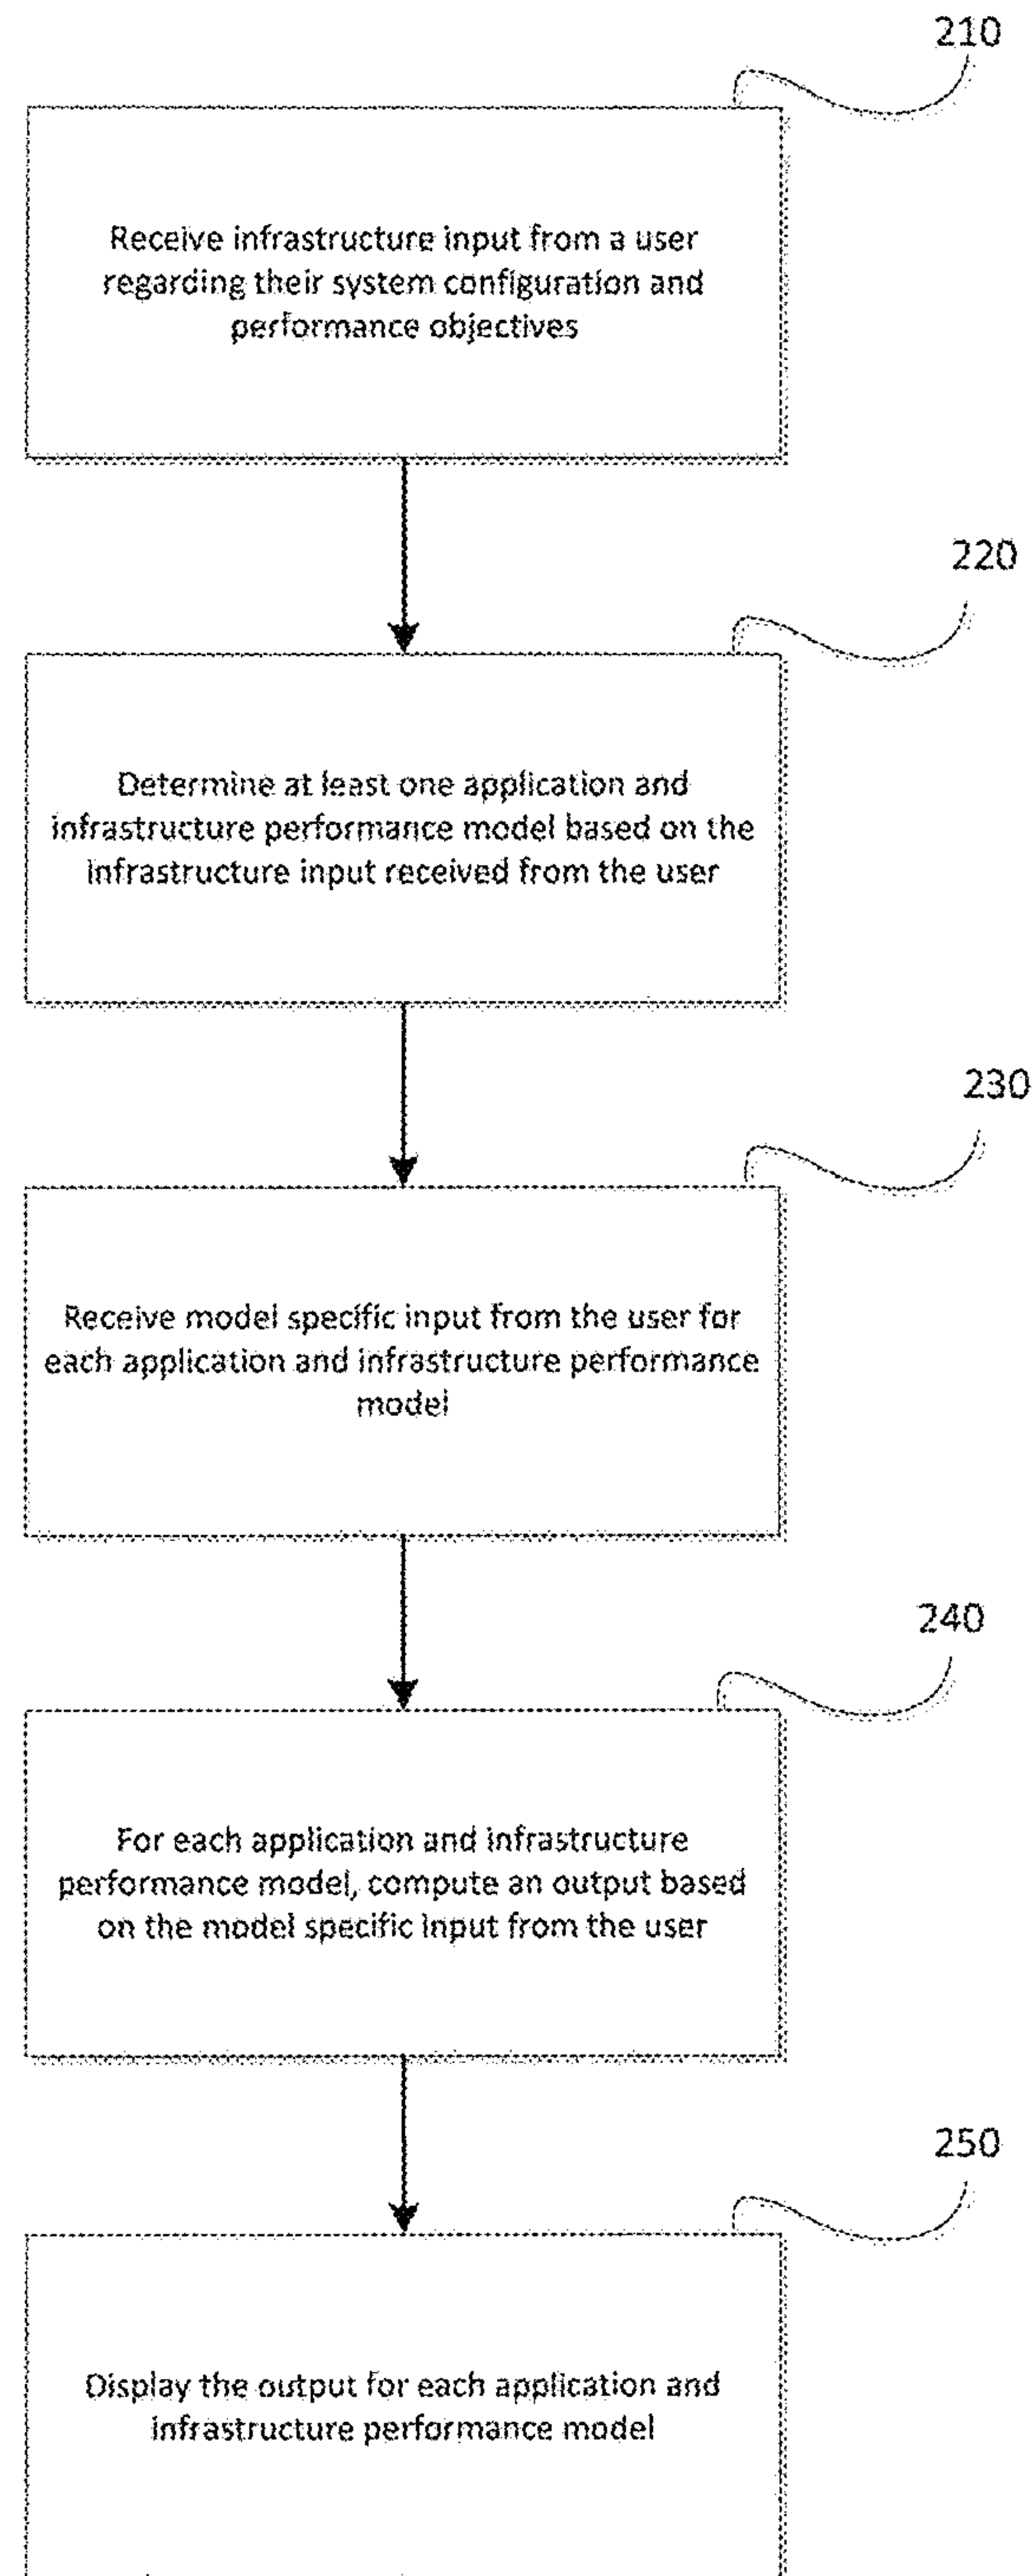 210
Receive infrastructure input from a user
regarding their system configuration and
performance objectives
220
Determine at least one application and
infrastructure performance model based on the
infrastructure input received from the user
230
Receive model specific input from the user for
each application and infrastructure performance
model
240
For each application and infrastructure
performance model, compute an output based
on the model specific input from the user
250
Display the output for each application and
infrastructure performance model